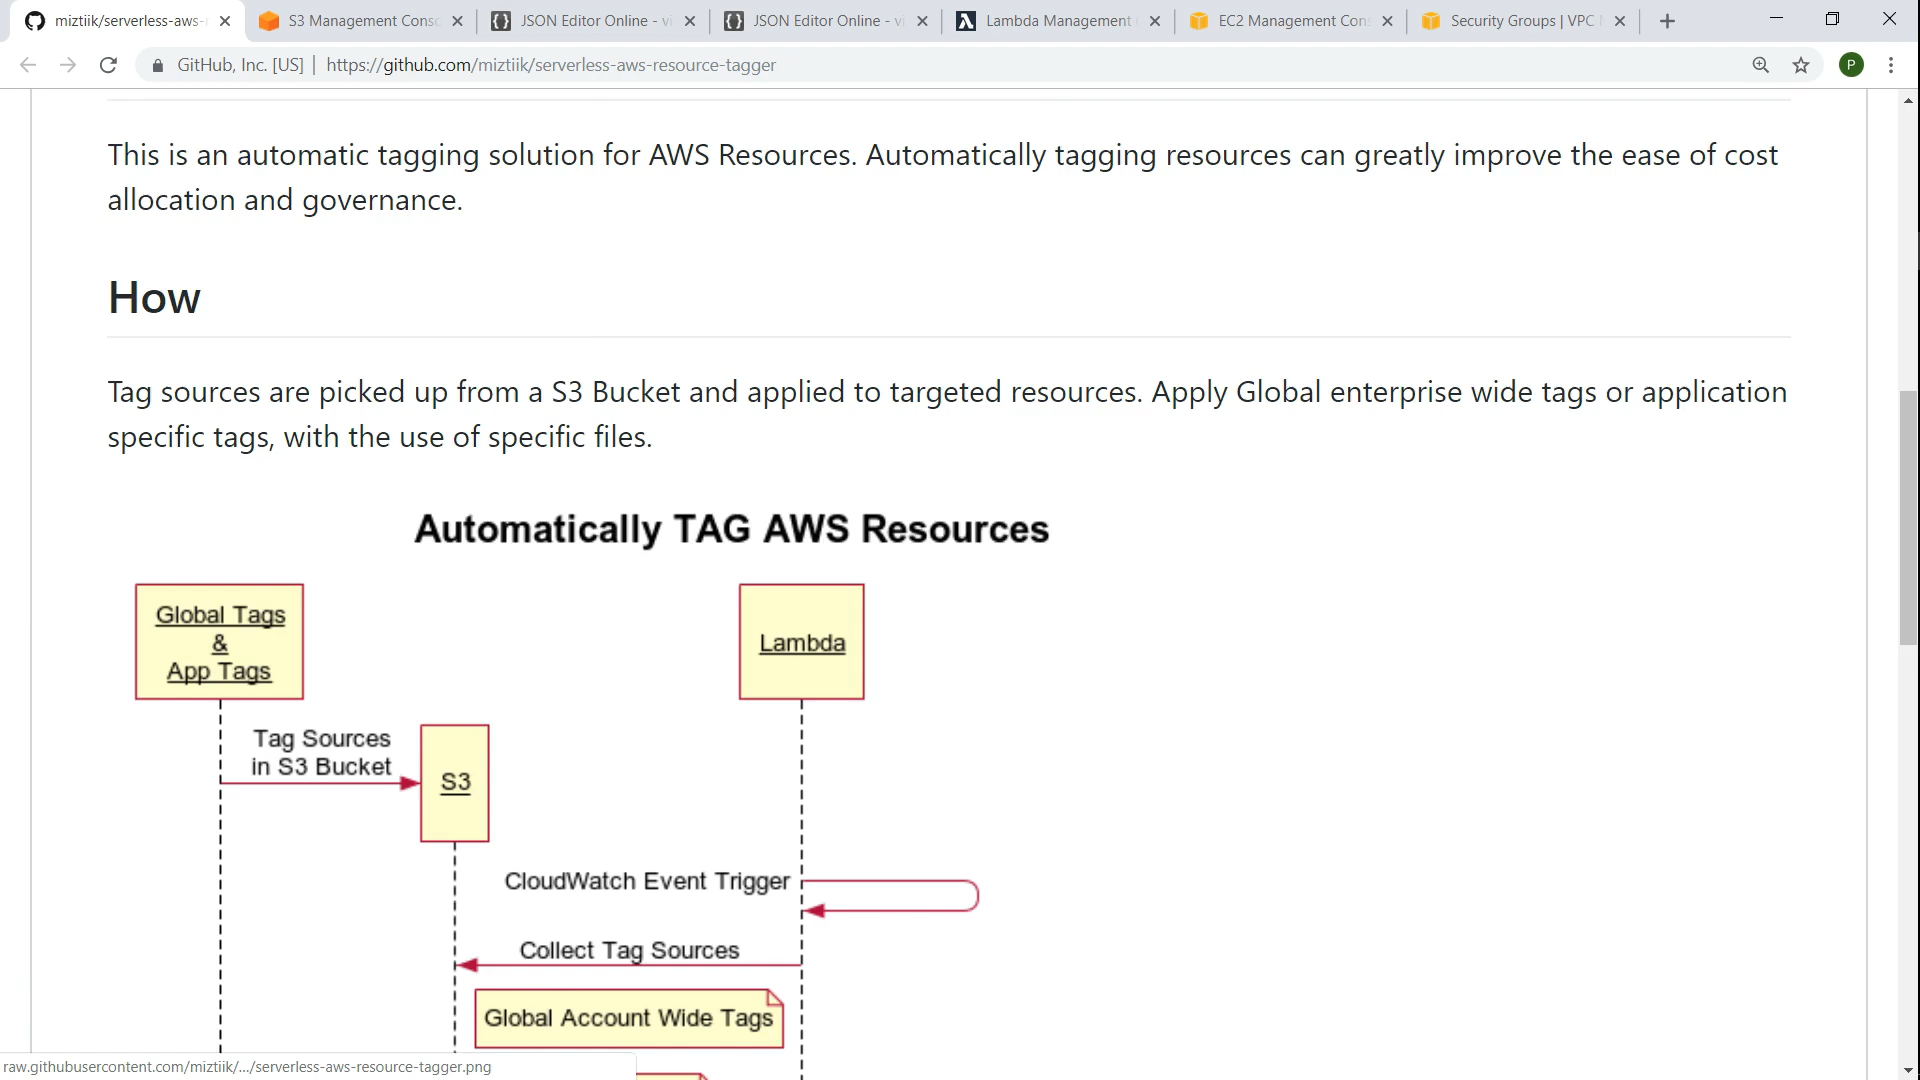 miztiik/serverless-aws-
S3 Management Conso
JSON Editor Online - vi
JSON Editor Online - vi
Lambda Management
EC2 Management Con
Security Groups | VPC
GitHub, Inc. [US] | https://github.com/miztiik/serverless-aws-resource-tagger
P
This is an automatic tagging solution for AWS Resources. Automatically tagging resources can greatly improve the ease of cost
allocation and governance.
How
Tag sources are picked up from a S3 Bucket and applied to targeted resources. Apply Global enterprise wide tags or application
specific tags, with the use of specific files.
Automatically TAG AWS Resources
Global Tags
&
App Tags
Lambda
Tag Sources
in S3 Bucket
S3
CloudWatch Event Trigger
Collect Tag Sources
Global Account Wide Tags
raw.githubusercontent.com/miztiik/.../serverless-aws-resource-tagger.png